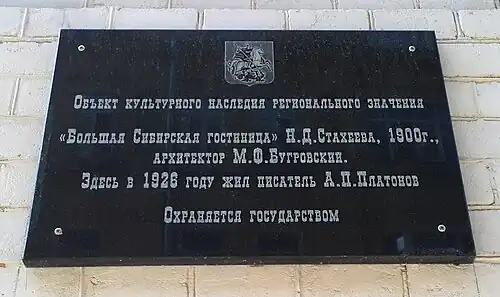 Объект культурного наследия регионального значения
«Большая Сибирская гостиница» Н.Д.Стахеева, 1900г.,
архитектор М.Ф.Бугровский.
Здесь в 1926 году жил писатель А.П.Платонов
Охраняется государством